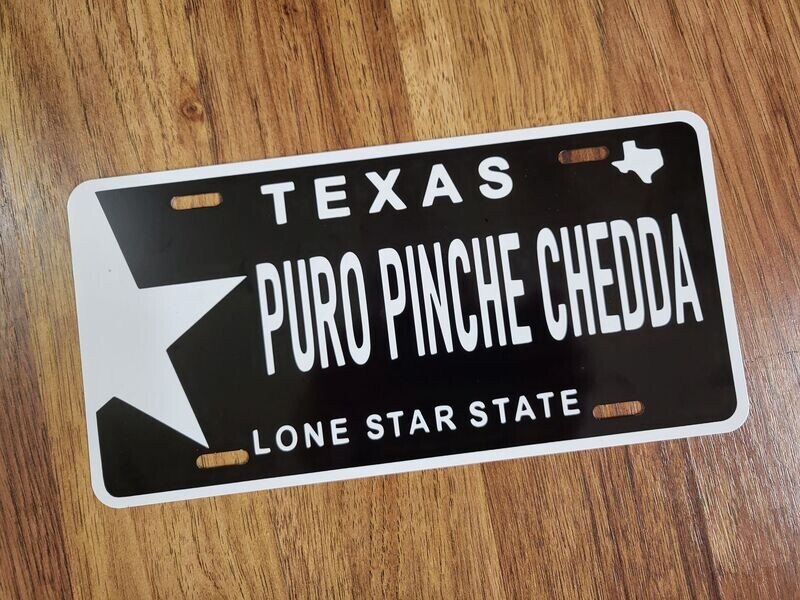 TEXAS
PURO PINCHE CHEDDA
LONE STAR STATE